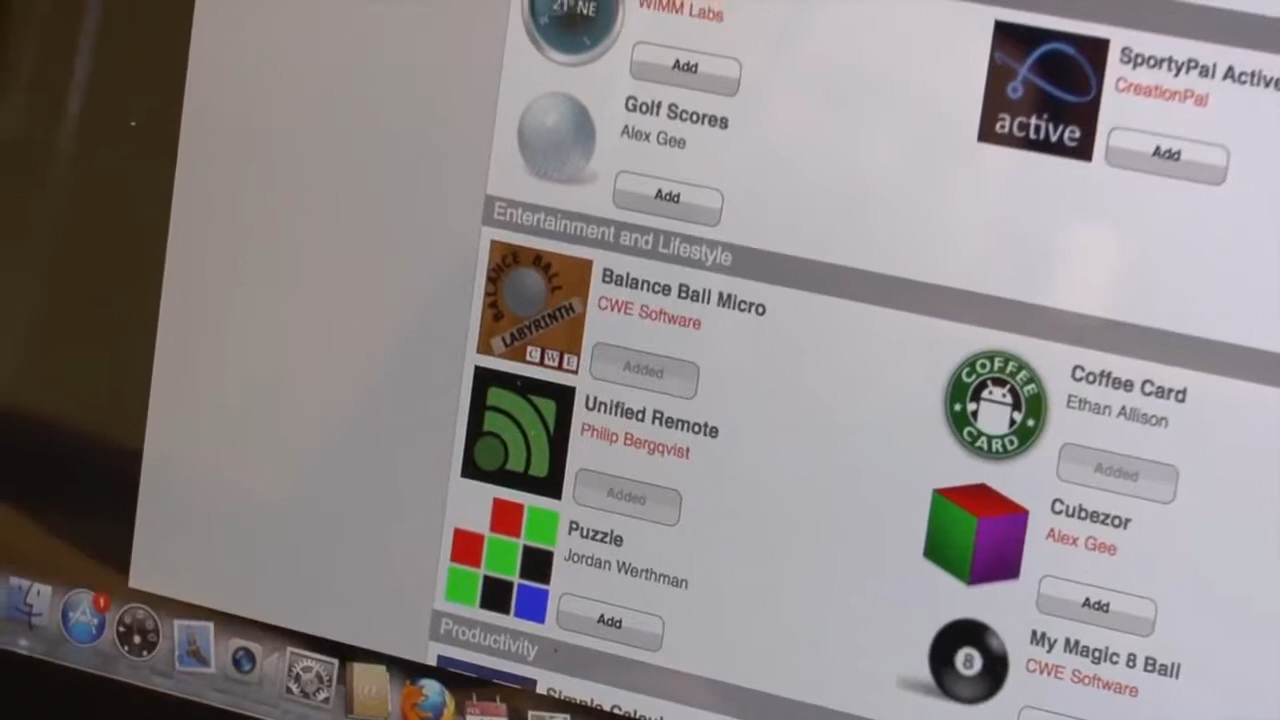 21° NE
WIMM Labs
Add
Golf Scores
Alex Gee
Add
SportyPal Active
CreationPal
active
Add
Entertainment and Lifestyle
BALANCE BALL
LABYRINTH
CWE
Balance Ball Micro
CWE Software
Added
COFFEE
CARD
Coffee Card
Ethan Allison
Added
Unified Remote
Philip Bergqvist
Added
Cubezor
Alex Gee
Add
Puzzle
Jordan Werthman
Add
8
My Magic 8 Ball
CWE Software
Productivity
Simple
1